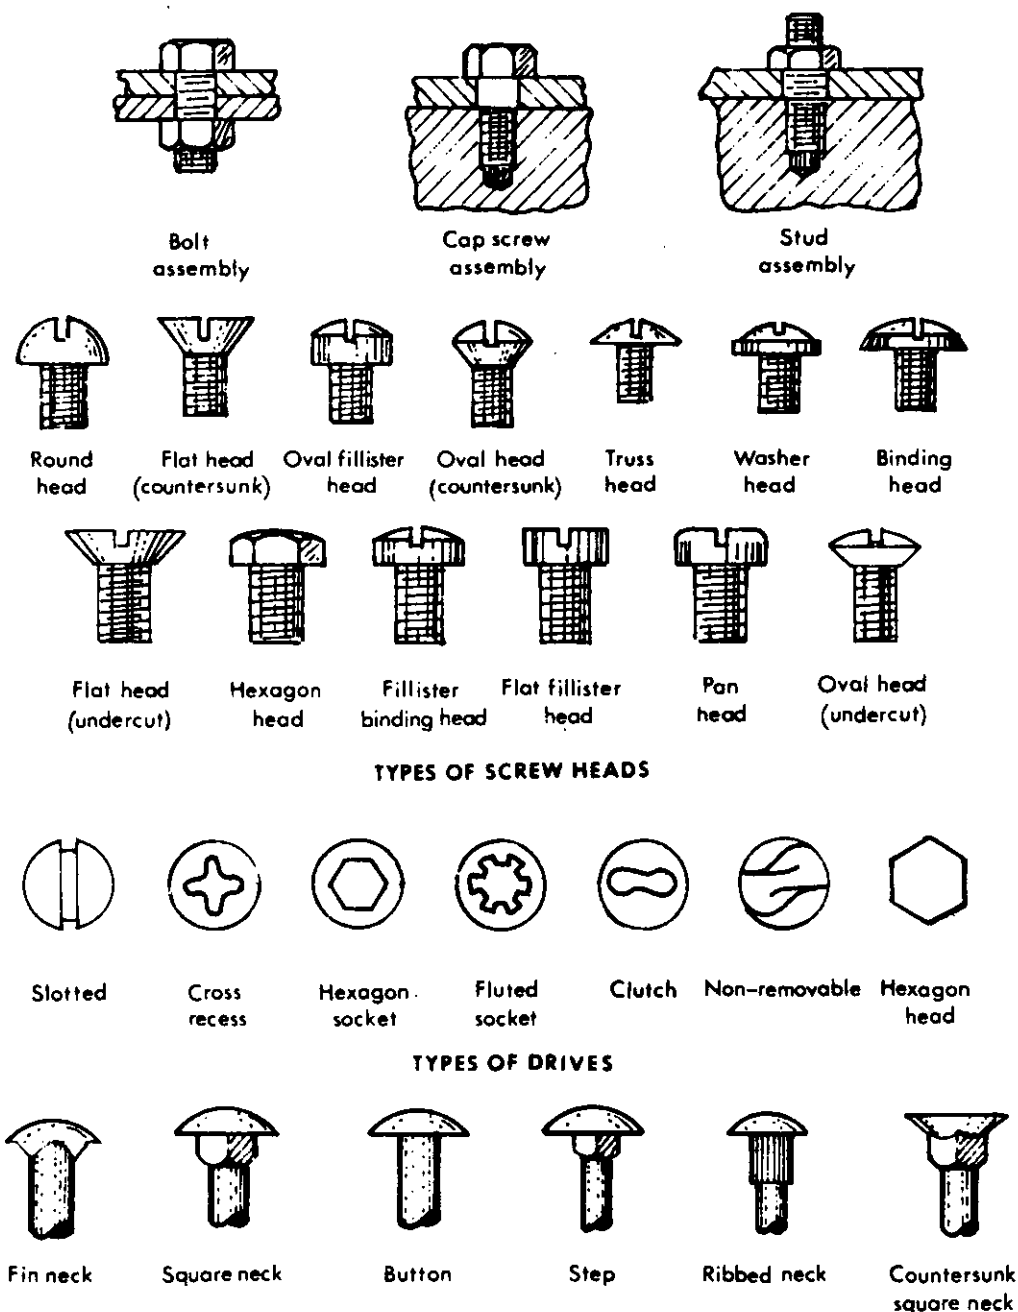 Bolt
assembly
Cap screw
assembly
Stud
assembly
Round
head
Flat head
(countersunk)
Oval fillister
head
Oval head
(countersunk)
Truss
head
Washer
head
Binding
head
Flat head
(undercut)
Hexagon
head
Fillister
binding head
Flat fillister
head
Pan
head
Oval head
(undercut)
TYPES OF SCREW HEADS
Slotted
Cross
recess
Hexagon
socket
Fluted
socket
Clutch
Non-removable
Hexagon
head
TYPES OF DRIVES
Fin neck
Square neck
Button
Step
Ribbed neck
Countersunk
square neck